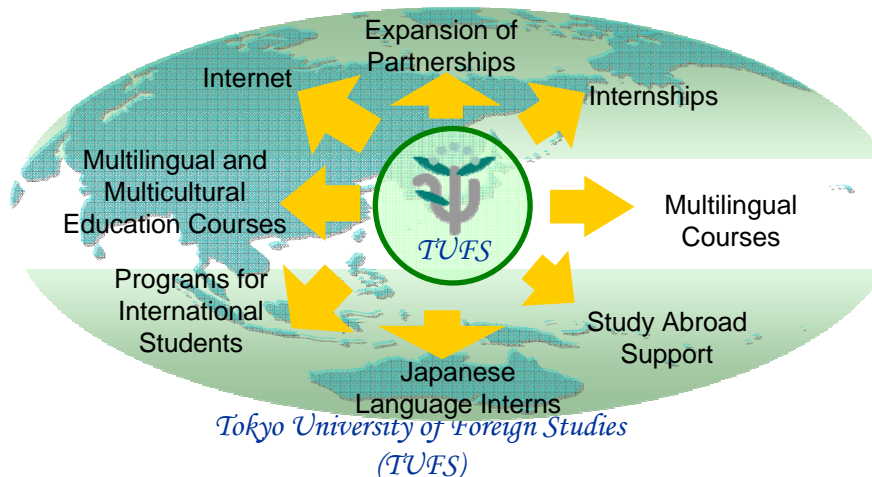 Expansion of
Partnerships
Internet
Internships
Multilingual and
Multicultural
Education Courses
Multilingual
Courses
TUFS
Programs for
International
Students
Study Abroad
Support
Japanese
Language Interns
Tokyo University of Foreign Studies
(TUFS)